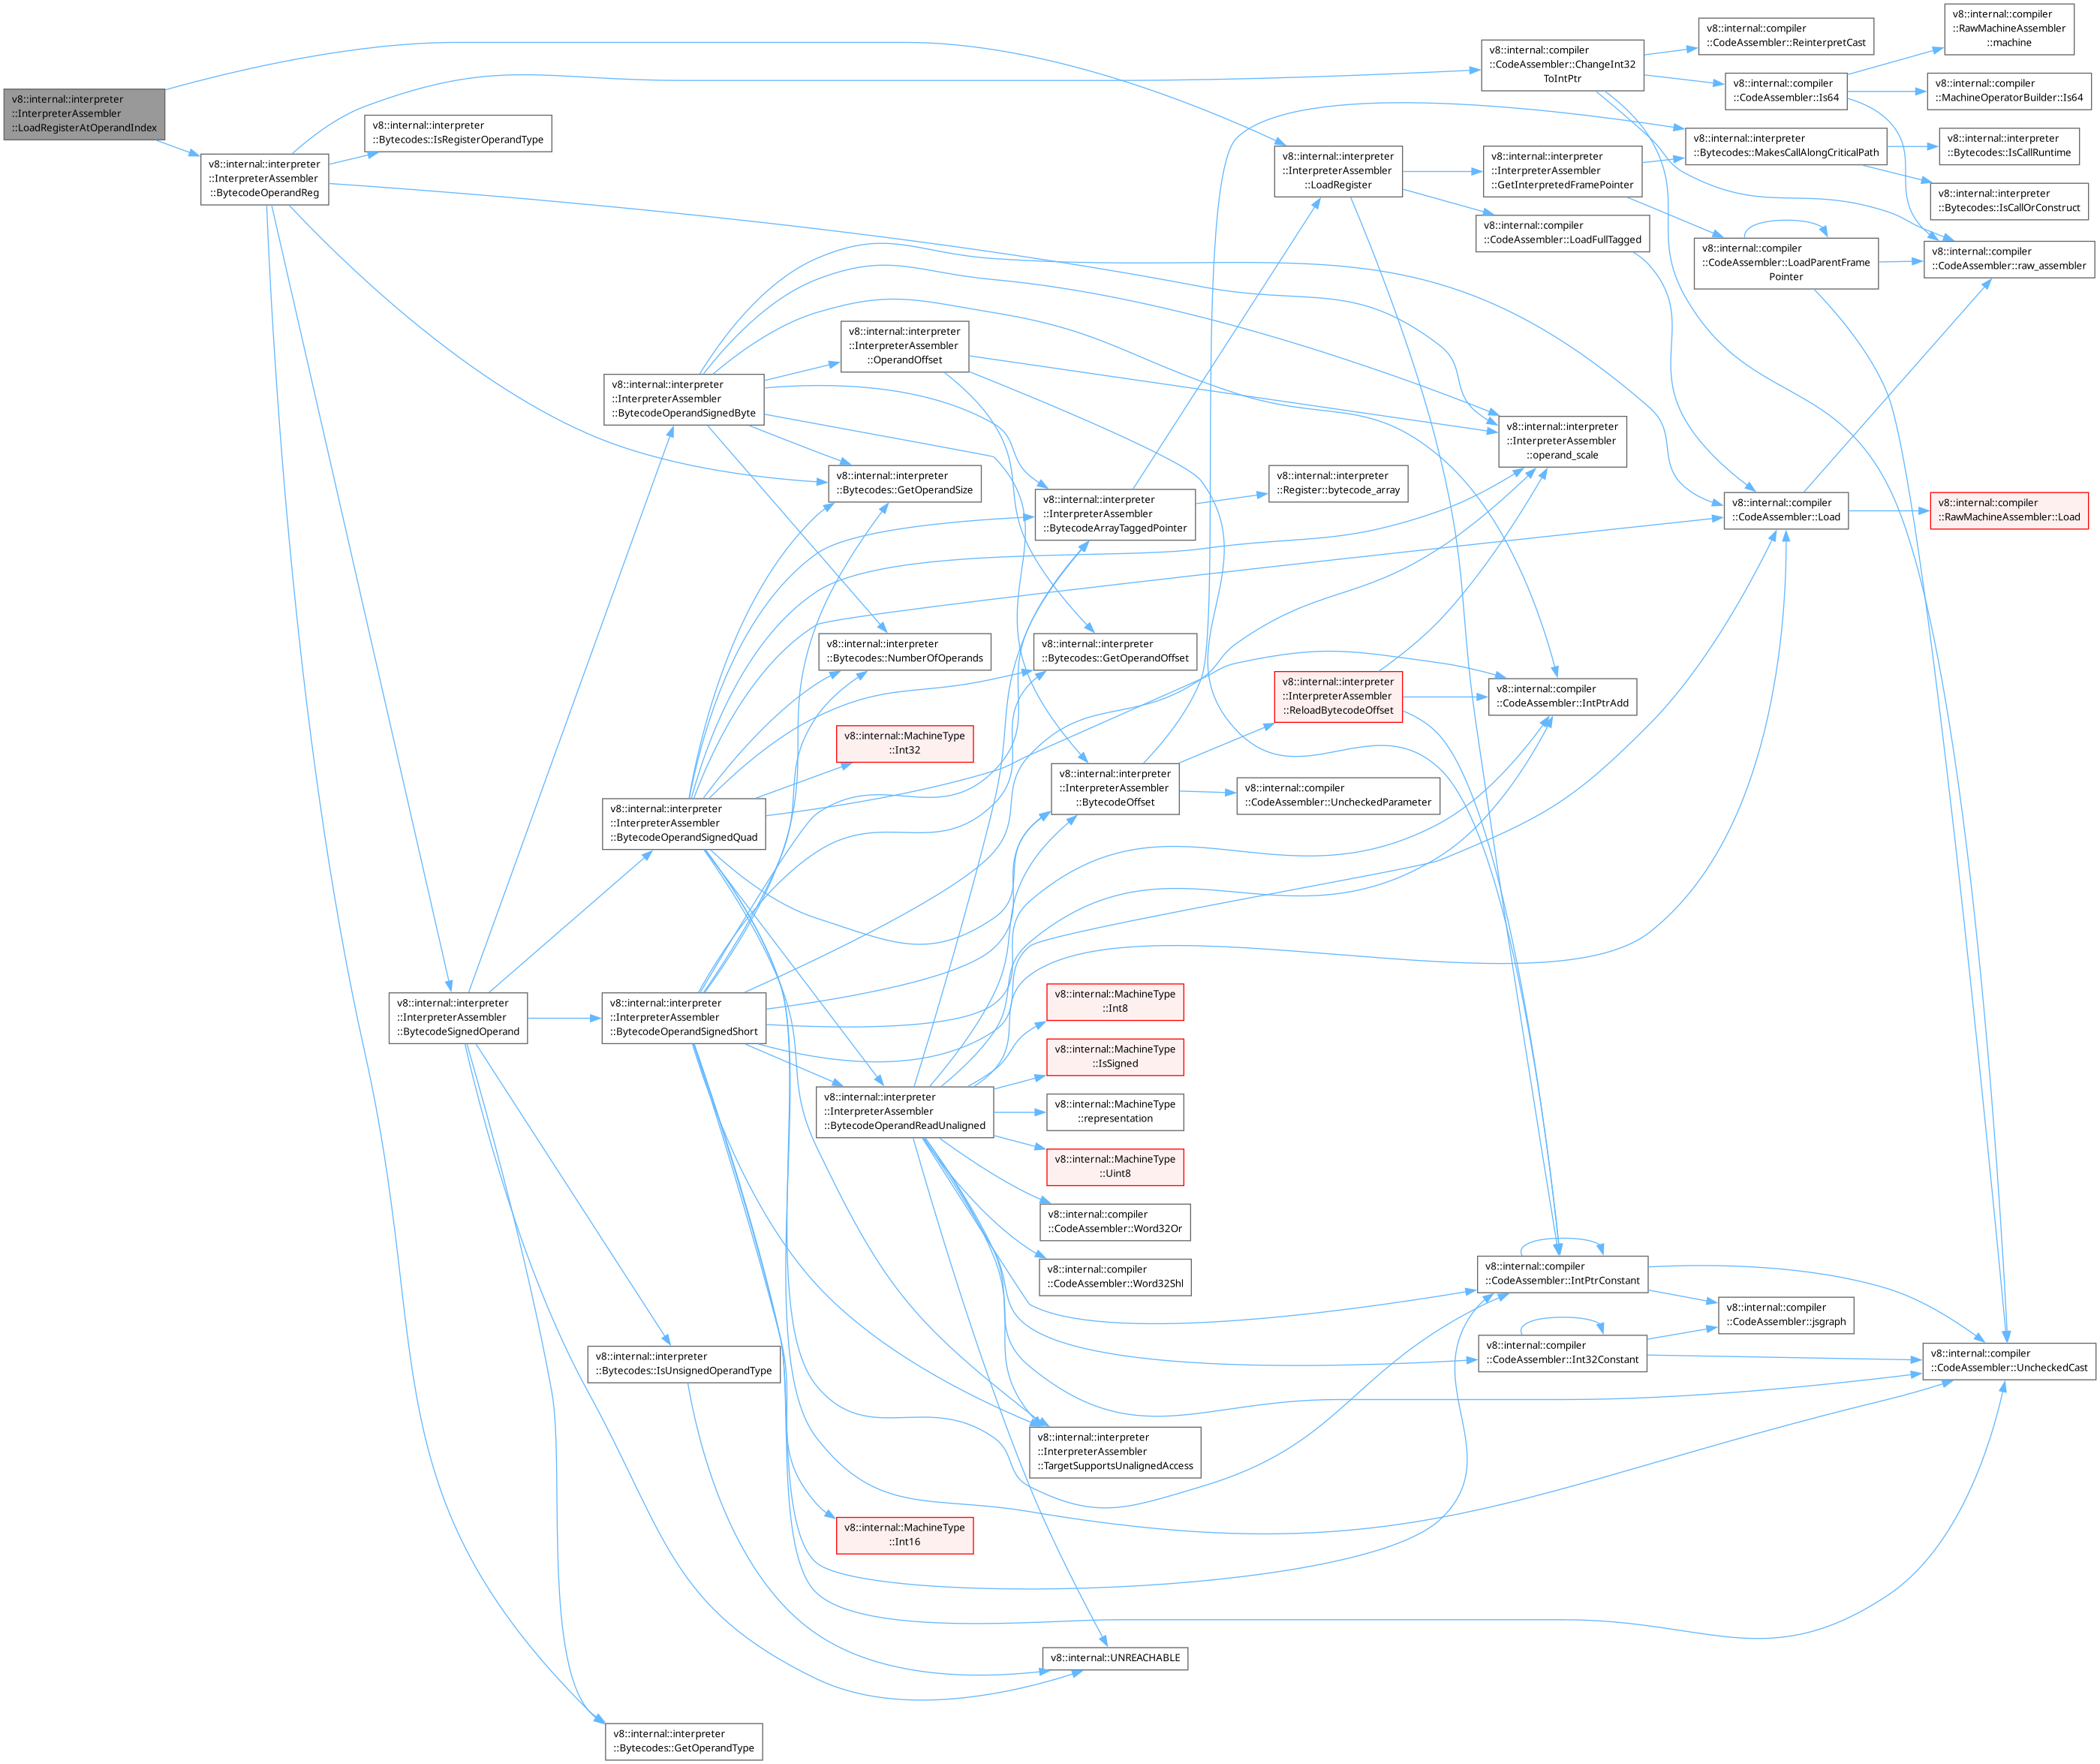 v8::internal::interpreter
::InterpreterAssembler
::LoadRegisterAtOperandIndex
v8::internal::interpreter
::InterpreterAssembler
::BytecodeOperandReg
v8::internal::interpreter
::Bytecodes::IsRegisterOperandType
v8::internal::interpreter
::InterpreterAssembler
::BytecodeSignedOperand
v8::internal::interpreter
::InterpreterAssembler
::BytecodeOperandSignedByte
v8::internal::interpreter
::InterpreterAssembler
::BytecodeOperandSignedQuad
v8::internal::interpreter
::InterpreterAssembler
::BytecodeOperandSignedShort
v8::internal::interpreter
::Bytecodes::IsUnsignedOperandType
v8::internal::interpreter
::Bytecodes::GetOperandType
v8::internal::interpreter
::InterpreterAssembler
::OperandOffset
v8::internal::interpreter
::Bytecodes::GetOperandSize
v8::internal::interpreter
::Bytecodes::NumberOfOperands
v8::internal::MachineType
::Int32
v8::internal::interpreter
::InterpreterAssembler
::BytecodeOperandReadUnaligned
v8::internal::MachineType
::Int16
v8::internal::interpreter
::InterpreterAssembler
::BytecodeArrayTaggedPointer
v8::internal::interpreter
::Bytecodes::GetOperandOffset
v8::internal::interpreter
::InterpreterAssembler
::BytecodeOffset
v8::internal::MachineType
::Int8
v8::internal::MachineType
::IsSigned
v8::internal::MachineType
::representation
v8::internal::MachineType
::Uint8
v8::internal::compiler
::CodeAssembler::Word32Or
v8::internal::compiler
::CodeAssembler::Word32Shl
v8::internal::interpreter
::InterpreterAssembler
::TargetSupportsUnalignedAccess
v8::internal::UNREACHABLE
v8::internal::interpreter
::InterpreterAssembler
::LoadRegister
v8::internal::interpreter
::Register::bytecode_array
v8::internal::interpreter
::InterpreterAssembler
::ReloadBytecodeOffset
v8::internal::compiler
::CodeAssembler::UncheckedParameter
v8::internal::compiler
::CodeAssembler::ChangeInt32
ToIntPtr
v8::internal::interpreter
::InterpreterAssembler
::GetInterpretedFramePointer
v8::internal::compiler
::CodeAssembler::LoadFullTagged
v8::internal::interpreter
::InterpreterAssembler
::operand_scale
v8::internal::compiler
::CodeAssembler::IntPtrAdd
v8::internal::compiler
::CodeAssembler::IntPtrConstant
v8::internal::compiler
::CodeAssembler::Int32Constant
v8::internal::compiler
::CodeAssembler::ReinterpretCast
v8::internal::compiler
::CodeAssembler::Is64
v8::internal::interpreter
::Bytecodes::MakesCallAlongCriticalPath
v8::internal::compiler
::CodeAssembler::LoadParentFrame
Pointer
v8::internal::compiler
::CodeAssembler::Load
v8::internal::compiler
::CodeAssembler::jsgraph
v8::internal::compiler
::RawMachineAssembler
::machine
v8::internal::compiler
::MachineOperatorBuilder::Is64
v8::internal::interpreter
::Bytecodes::IsCallRuntime
v8::internal::interpreter
::Bytecodes::IsCallOrConstruct
v8::internal::compiler
::CodeAssembler::raw_assembler
v8::internal::compiler
::RawMachineAssembler::Load
v8::internal::compiler
::CodeAssembler::UncheckedCast